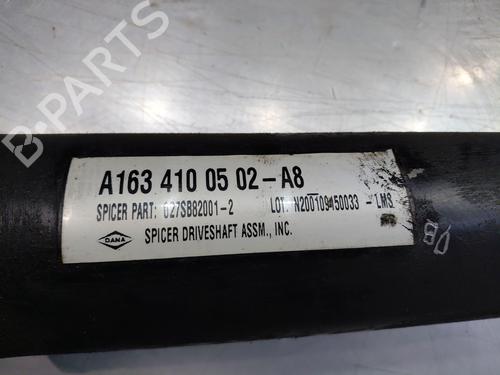 A163 410 05 02-A8
SPICER PART: 027SB82001-2 LOT: N200109450033 - LMS
DANA
SPICER DRIVESHAFT ASSM., INC.
B-PARTS